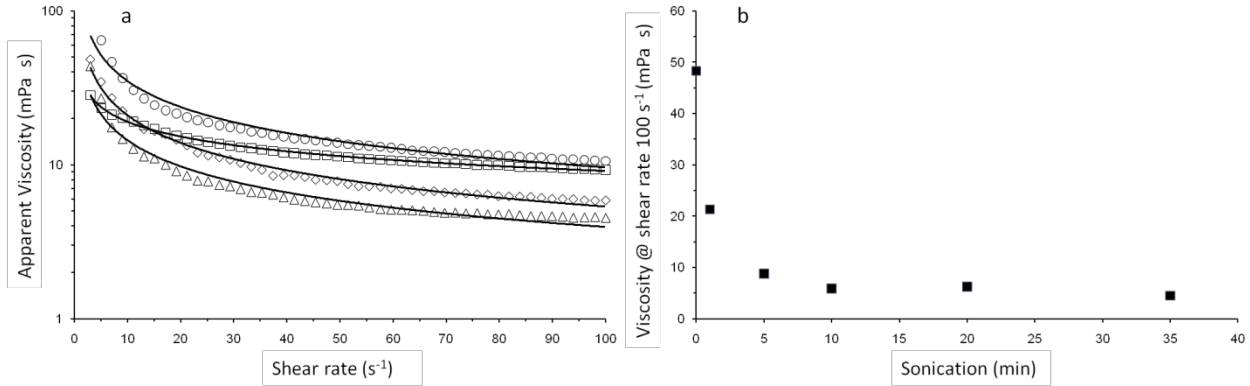 a
Apparent Viscosity (mPa s)
100
10
1
0 10 20 30 40 50 60 70 80 90 100
Shear rate (s⁻¹)
b
Viscosity @ shear rate 100 s⁻¹ (mPa s)
60
50
40
30
20
10
0
0 5 10 15 20 25 30 35 40
Sonication (min)